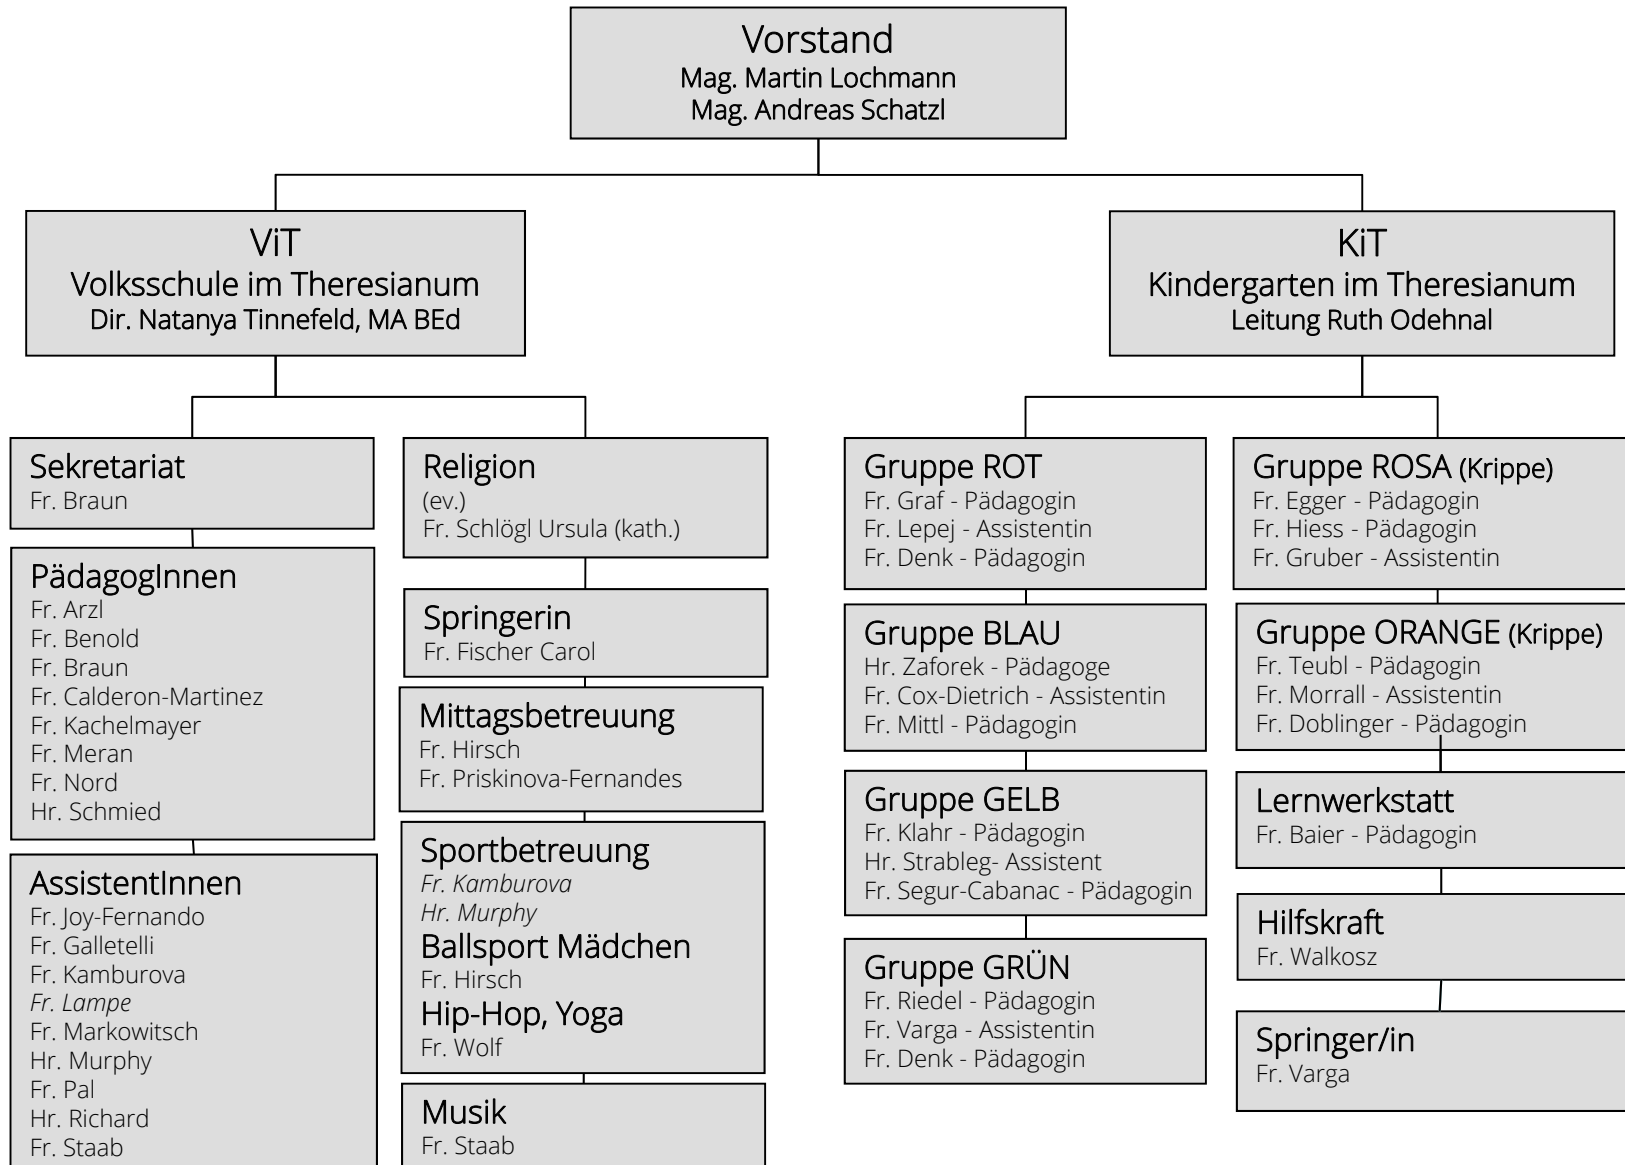 Vorstand
Mag. Martin Lochmann
Mag. Andreas Schatzl
ViT
Volksschule im Theresianum
Dir. Natanya Tinnefeld, MA BEd
KiT
Kindergarten im Theresianum
Leitung Ruth Odehnal
Sekretariat
Fr. Braun
PädagogInnen
Fr. Arzl
Fr. Benold
Fr. Braun
Fr. Calderon-Martinez
Fr. Kachelmayer
Fr. Meran
Fr. Nord
Hr. Schmied
AssistentInnen
Fr. Joy-Fernando
Fr. Galletelli
Fr. Kamburova
Fr. Lampe
Fr. Markowitsch
Hr. Murphy
Fr. Pal
Hr. Richard
Fr. Staab
Religion
(ev.)
Fr. Schlögl Ursula (kath.)
Springerin
Fr. Fischer Carol
Mittagsbetreuung
Fr. Hirsch
Fr. Priskinova-Fernandes
Sportbetreuung
Fr. Kamburova
Hr. Murphy
Ballsport Mädchen
Fr. Hirsch
Hip-Hop, Yoga
Fr. Wolf
Musik
Fr. Staab
Gruppe ROT
Fr. Graf - Pädagogin
Fr. Lepej - Assistentin
Fr. Denk - Pädagogin
Gruppe BLAU
Hr. Zaforek - Pädagoge
Fr. Cox-Dietrich - Assistentin
Fr. Mittl - Pädagogin
Gruppe GELB
Fr. Klahr - Pädagogin
Hr. Strableg- Assistent
Fr. Segur-Cabanac - Pädagogin
Gruppe GRÜN
Fr. Riedel - Pädagogin
Fr. Varga - Assistentin
Fr. Denk - Pädagogin
Gruppe ROSA (Krippe)
Fr. Egger - Pädagogin
Fr. Hiess - Pädagogin
Fr. Gruber - Assistentin
Gruppe ORANGE (Krippe)
Fr. Teubl - Pädagogin
Fr. Morrall - Assistentin
Fr. Doblinger - Pädagogin
Lernwerkstatt
Fr. Baier - Pädagogin
Hilfskraft
Fr. Walkosz
Springer/in
Fr. Varga